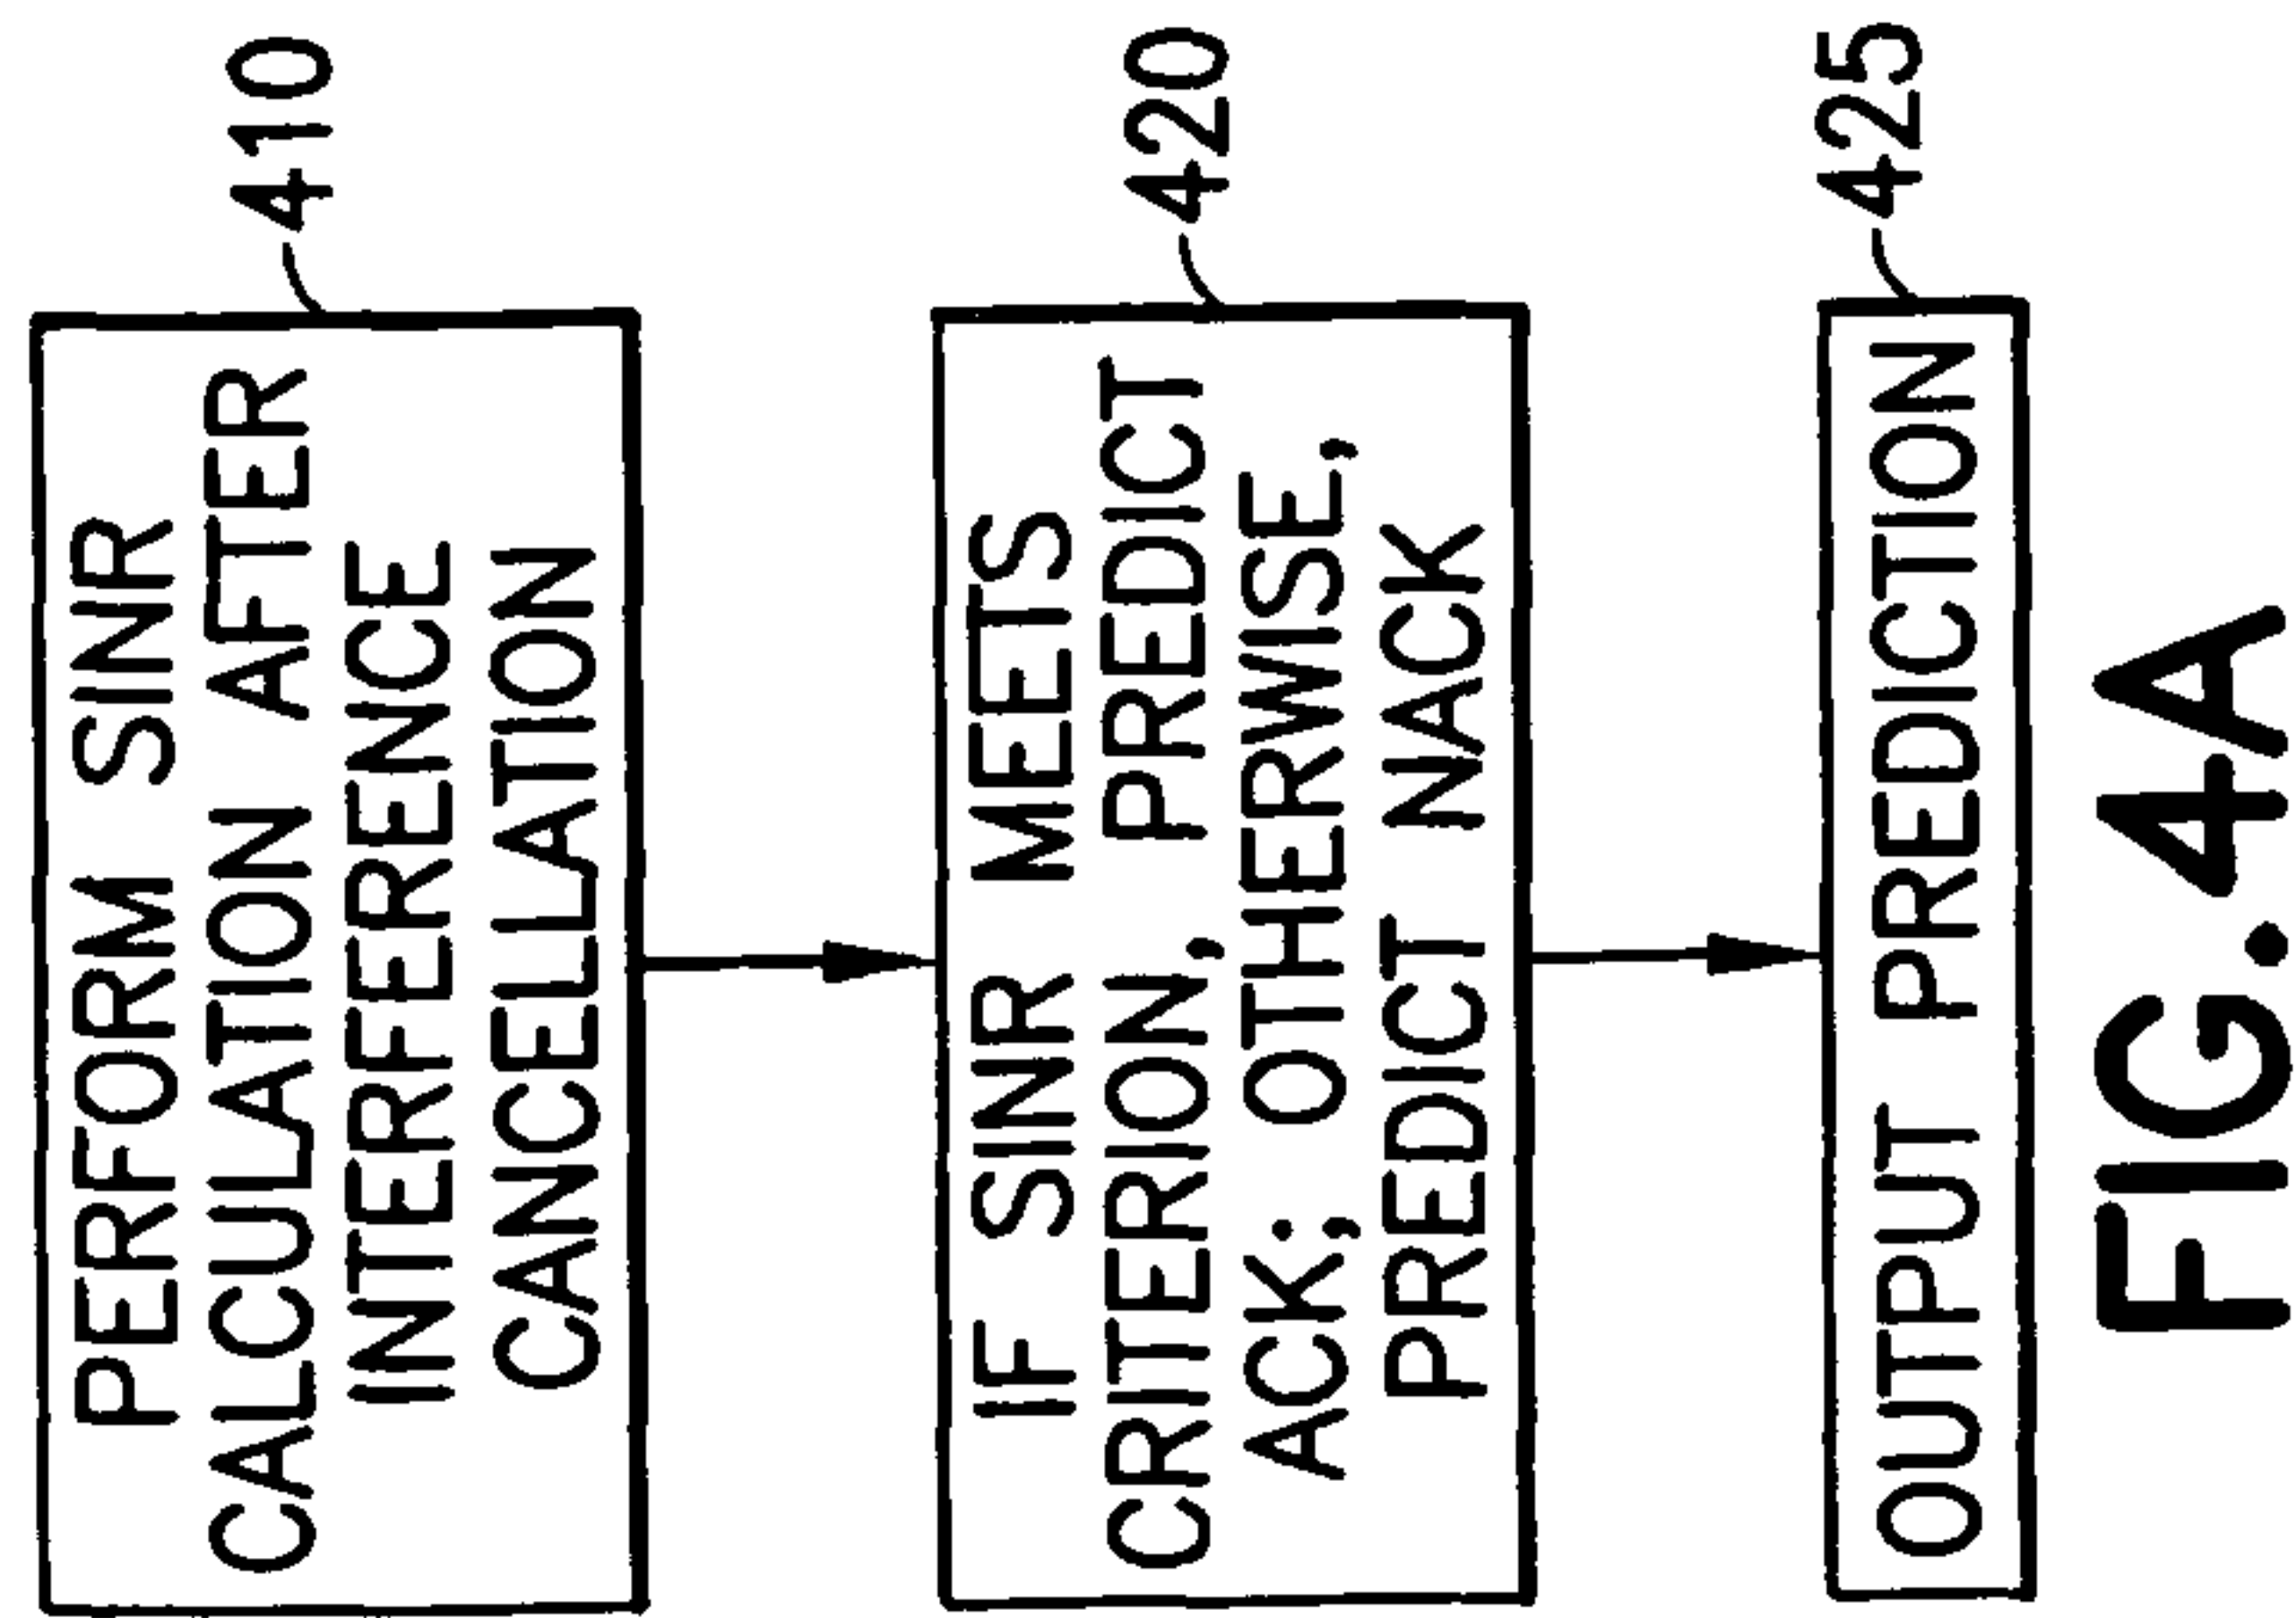 PERFORM SINR
CALCULATION AFTER
INTERFERENCE
CANCELLATION
410
IF SINR MEETS
CRITERION, PREDICT
ACK; OTHERWISE,
PREDICT NACK
420
OUTPUT PREDICTION
425
FIG.4A